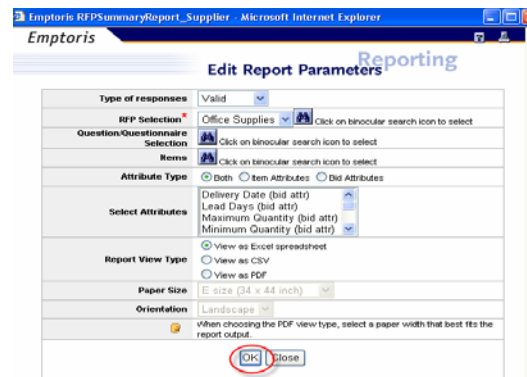 Emptoris RFPSummaryReport_Supplier - Microsoft Internet Explorer
Emptoris
Reporting
Edit Report Parameters
Type of responses Valid
RFP Selection* Office Supplies Click on binocular search icon to select
Question/Questionnaire Selection Click on binocular search icon to select
Items Click on binocular search icon to select
Attribute Type Both Item Attributes Bid Attributes
Select Attributes
Delivery Date (bid attr)
Lead Days (bid attr)
Maximum Quantity (bid attr)
Minimum Quantity (bid attr)
Report View Type
View as Excel spreadsheet
View as CSV
View as PDF
Paper Size E size (34 x 44 inch)
Orientation Landscape
When choosing the PDF view type, select a paper width that best fits the
report output.
OK Close